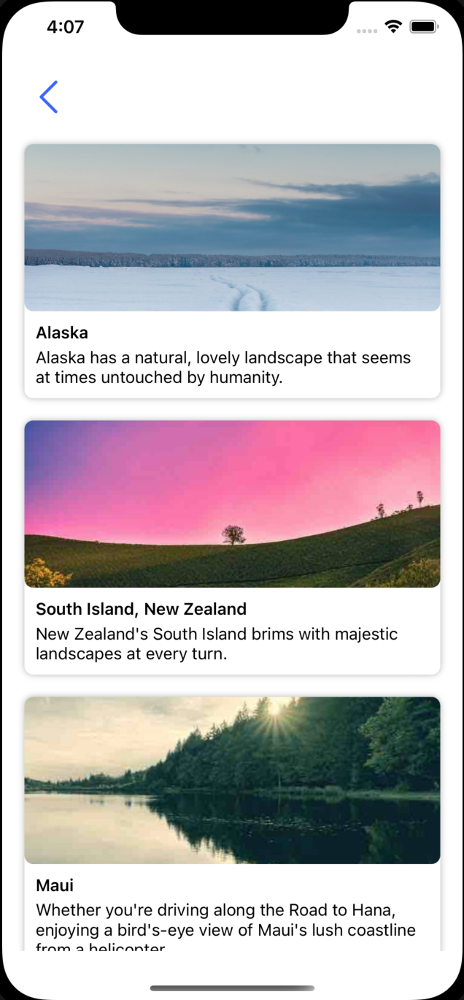 4:07
Alaska
Alaska has a natural, lovely landscape that seems
at times untouched by humanity.
South Island, New Zealand
New Zealand's South Island brims with majestic
landscapes at every turn.
Maui
Whether you're driving along the Road to Hana,
enjoying a bird's-eye view of Maui's lush coastline
from a helicopter